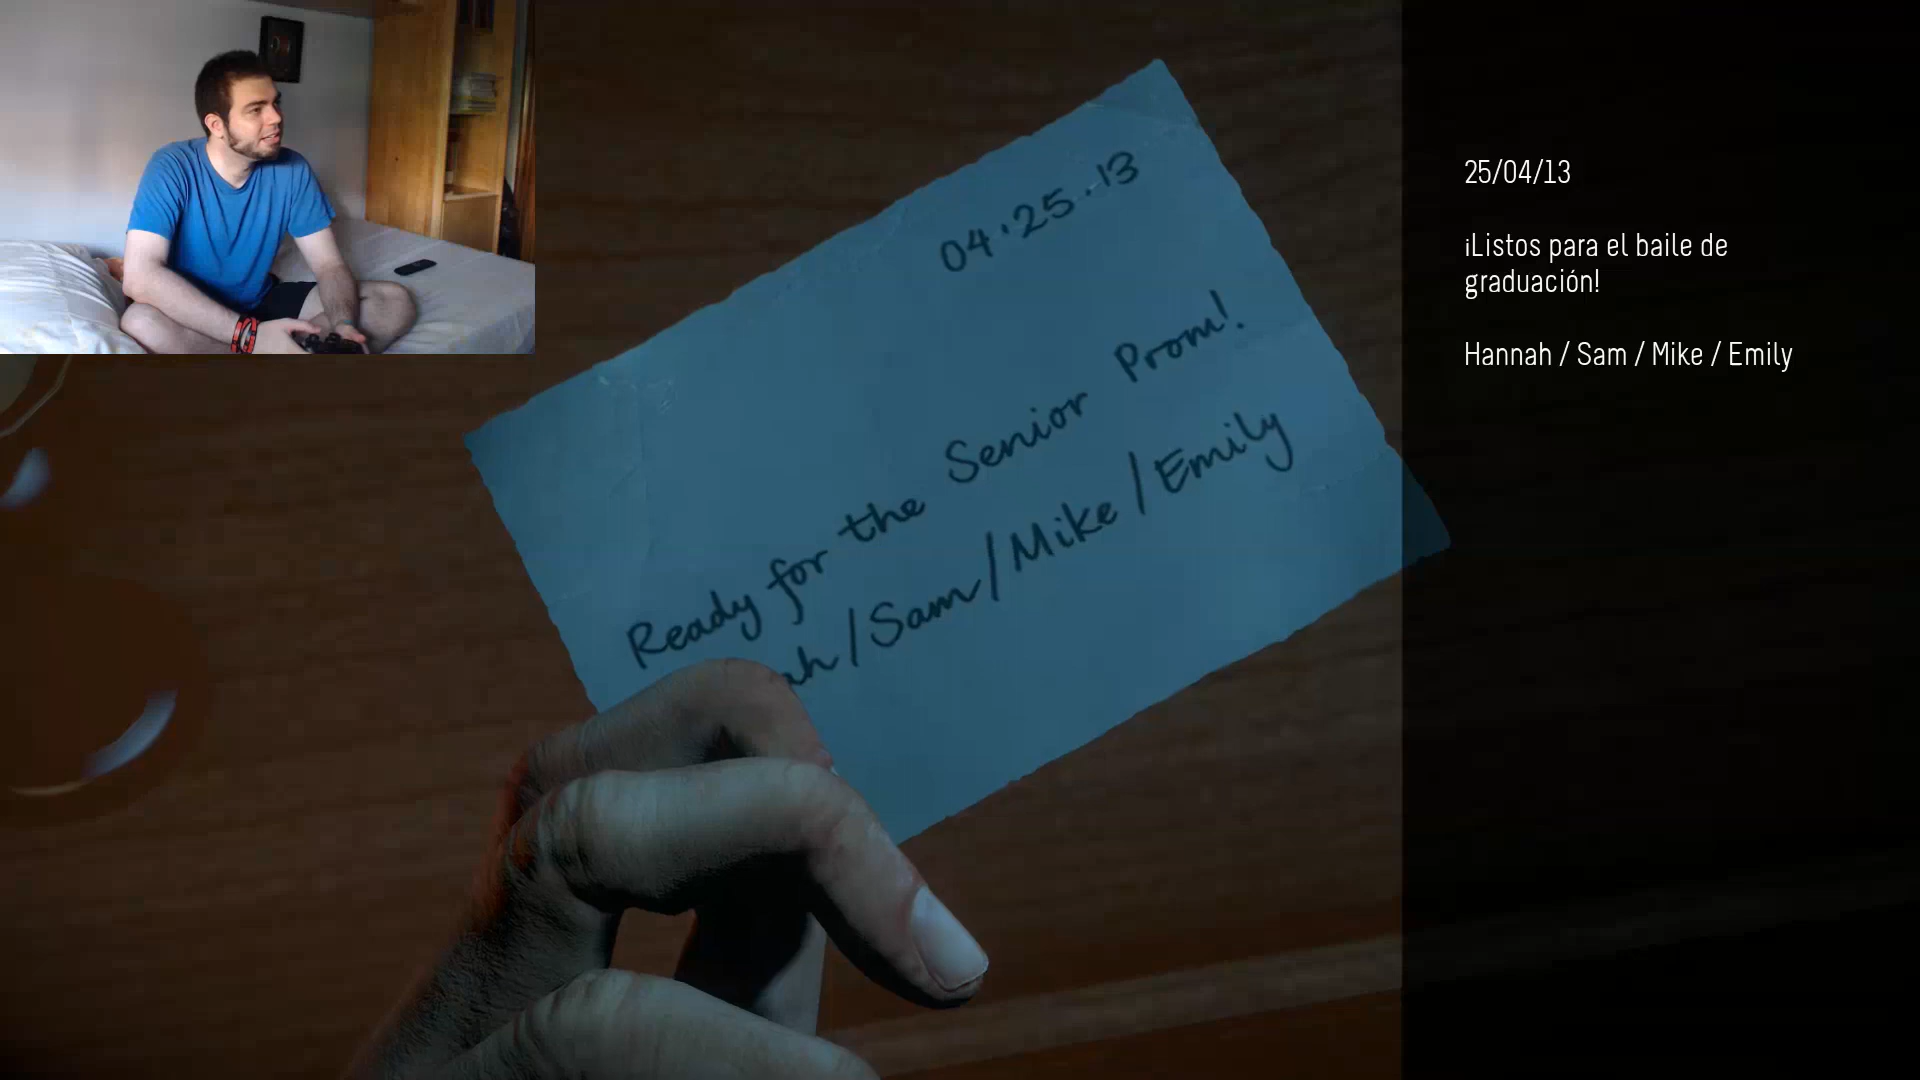 04.25.13
Ready for the Senior Prom!
ah/Sam/Mike/Emily
25/04/13
¡Listos para el baile de
graduación!
Hannah / Sam / Mike / Emily